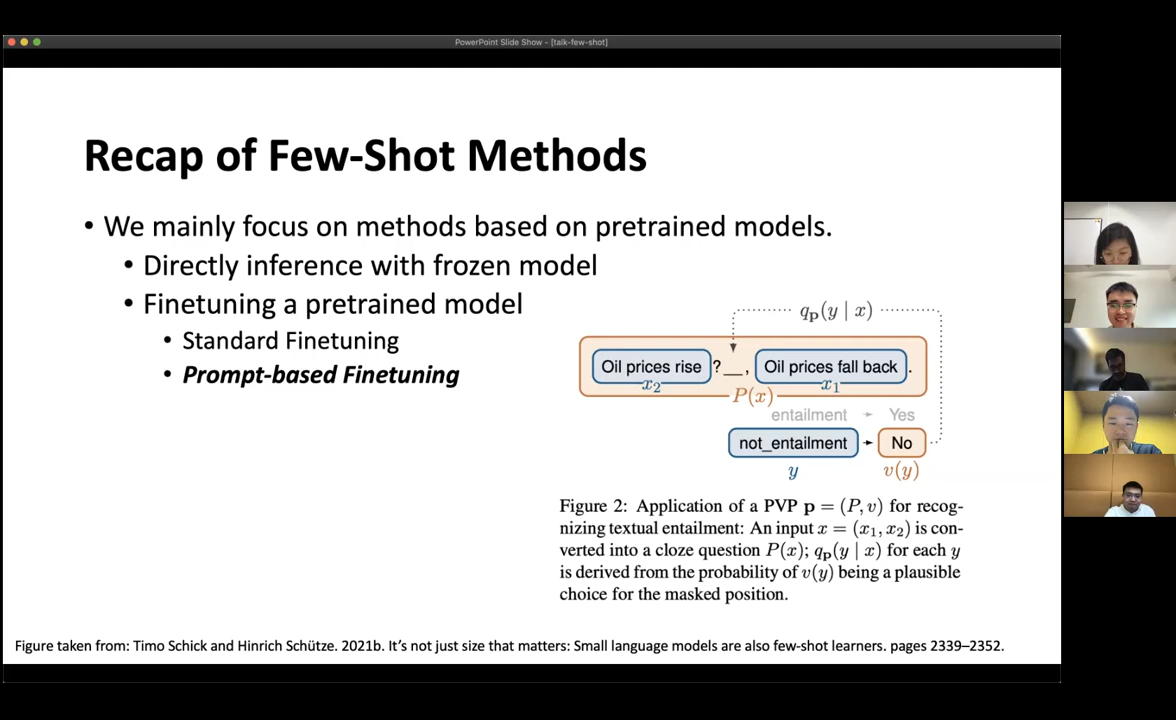 PowerPoint Slide Show - [talk-few-shot]
Recap of Few-Shot Methods
• We mainly focus on methods based on pretrained models.
• Directly inference with frozen model
• Finetuning a pretrained model
• Standard Finetuning
• Prompt-based Finetuning
q_p(y | x)
Oil prices rise ?__, Oil prices fall back .
x₂ P(x) x₁
entailment → Yes
not_entailment → No
y v(y)
Figure 2: Application of a PVP p = (P, v) for recog-
nizing textual entailment: An input x = (x₁, x₂) is con-
verted into a cloze question P(x); q_p(y | x) for each y
is derived from the probability of v(y) being a plausible
choice for the masked position.
Figure taken from: Timo Schick and Hinrich Schütze. 2021b. It’s not just size that matters: Small language models are also few-shot learners. pages 2339–2352.